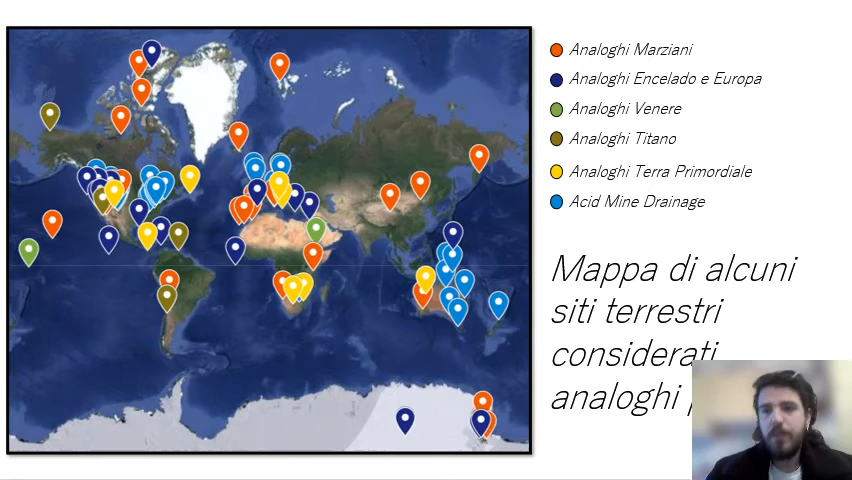 Analoghi Marziani
Analoghi Encelado e Europa
Analoghi Venere
Analoghi Titano
Analoghi Terra Primordiale
Acid Mine Drainage
Mappa di alcuni
siti terrestri
considerati
analoghi